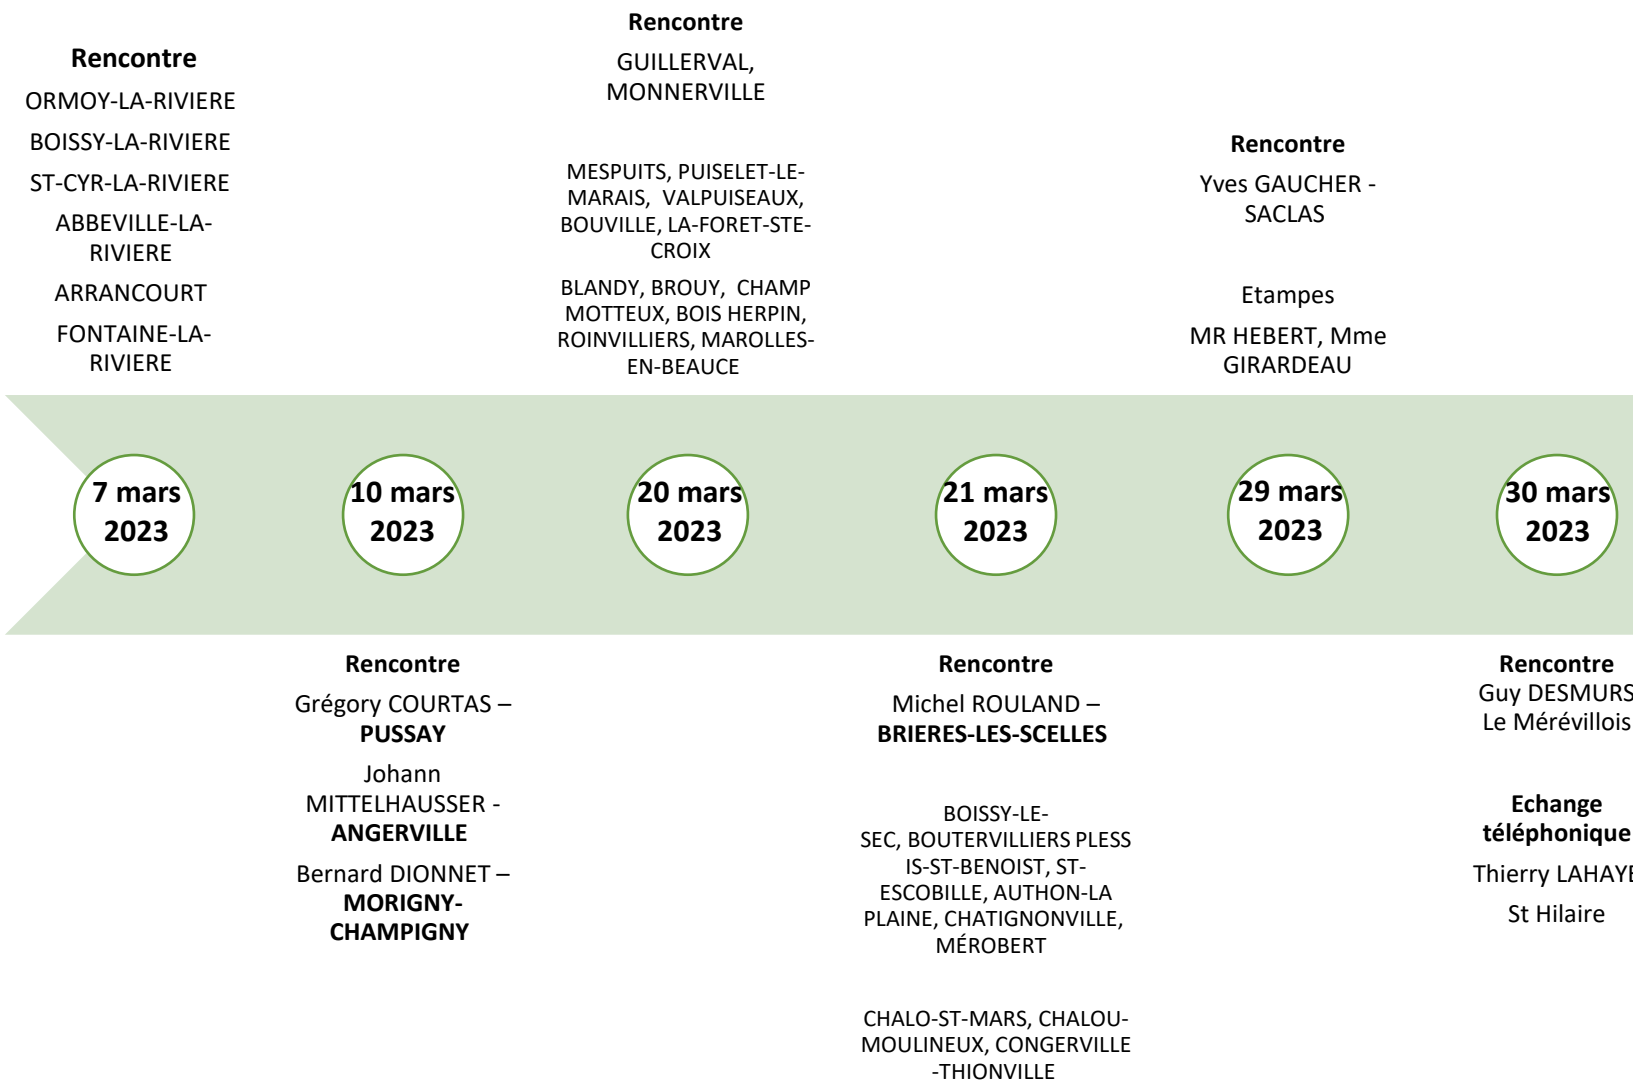 Rencontre
ORMOY-LA-RIVIERE
BOISSY-LA-RIVIERE
ST-CYR-LA-RIVIERE
ABBEVILLE-LA-
RIVIERE
ARRANCOURT
FONTAINE-LA-
RIVIERE
Rencontre
GUILLERVAL,
MONNERVILLE
MESPUITS, PUISELET-LE-
MARAIS, VALPUISEAUX,
BOUVILLE, LA-FORET-STE-
CROIX
BLANDY, BROUY, CHAMP
MOTTEUX, BOIS HERPIN,
ROINVILLIERS, MAROLLES-
EN-BEAUCE
Rencontre
Yves GAUCHER -
SACLAS
Etampes
MR HEBERT, Mme
GIRARDEAU
7 mars
2023
10 mars
2023
20 mars
2023
21 mars
2023
29 mars
2023
30 mars
2023
Rencontre
Grégory COURTAS –
PUSSAY
Johann
MITTELHAUSSER -
ANGERVILLE
Bernard DIONNET –
MORIGNY-
CHAMPIGNY
Rencontre
Michel ROULAND –
BRIERES-LES-SCELLES
BOISSY-LE-
SEC, BOUTERVILLIERS PLESS
IS-ST-BENOIST, ST-
ESCOBILLE, AUTHON-LA
PLAINE, CHATIGNONVILLE,
MÉROBERT
CHALO-ST-MARS, CHALOU-
MOULINEUX, CONGERVILLE
-THIONVILLE
Rencontre
Guy DESMURS
Le Mérévillois
Echange
téléphonique
Thierry LAHAYE
St Hilaire